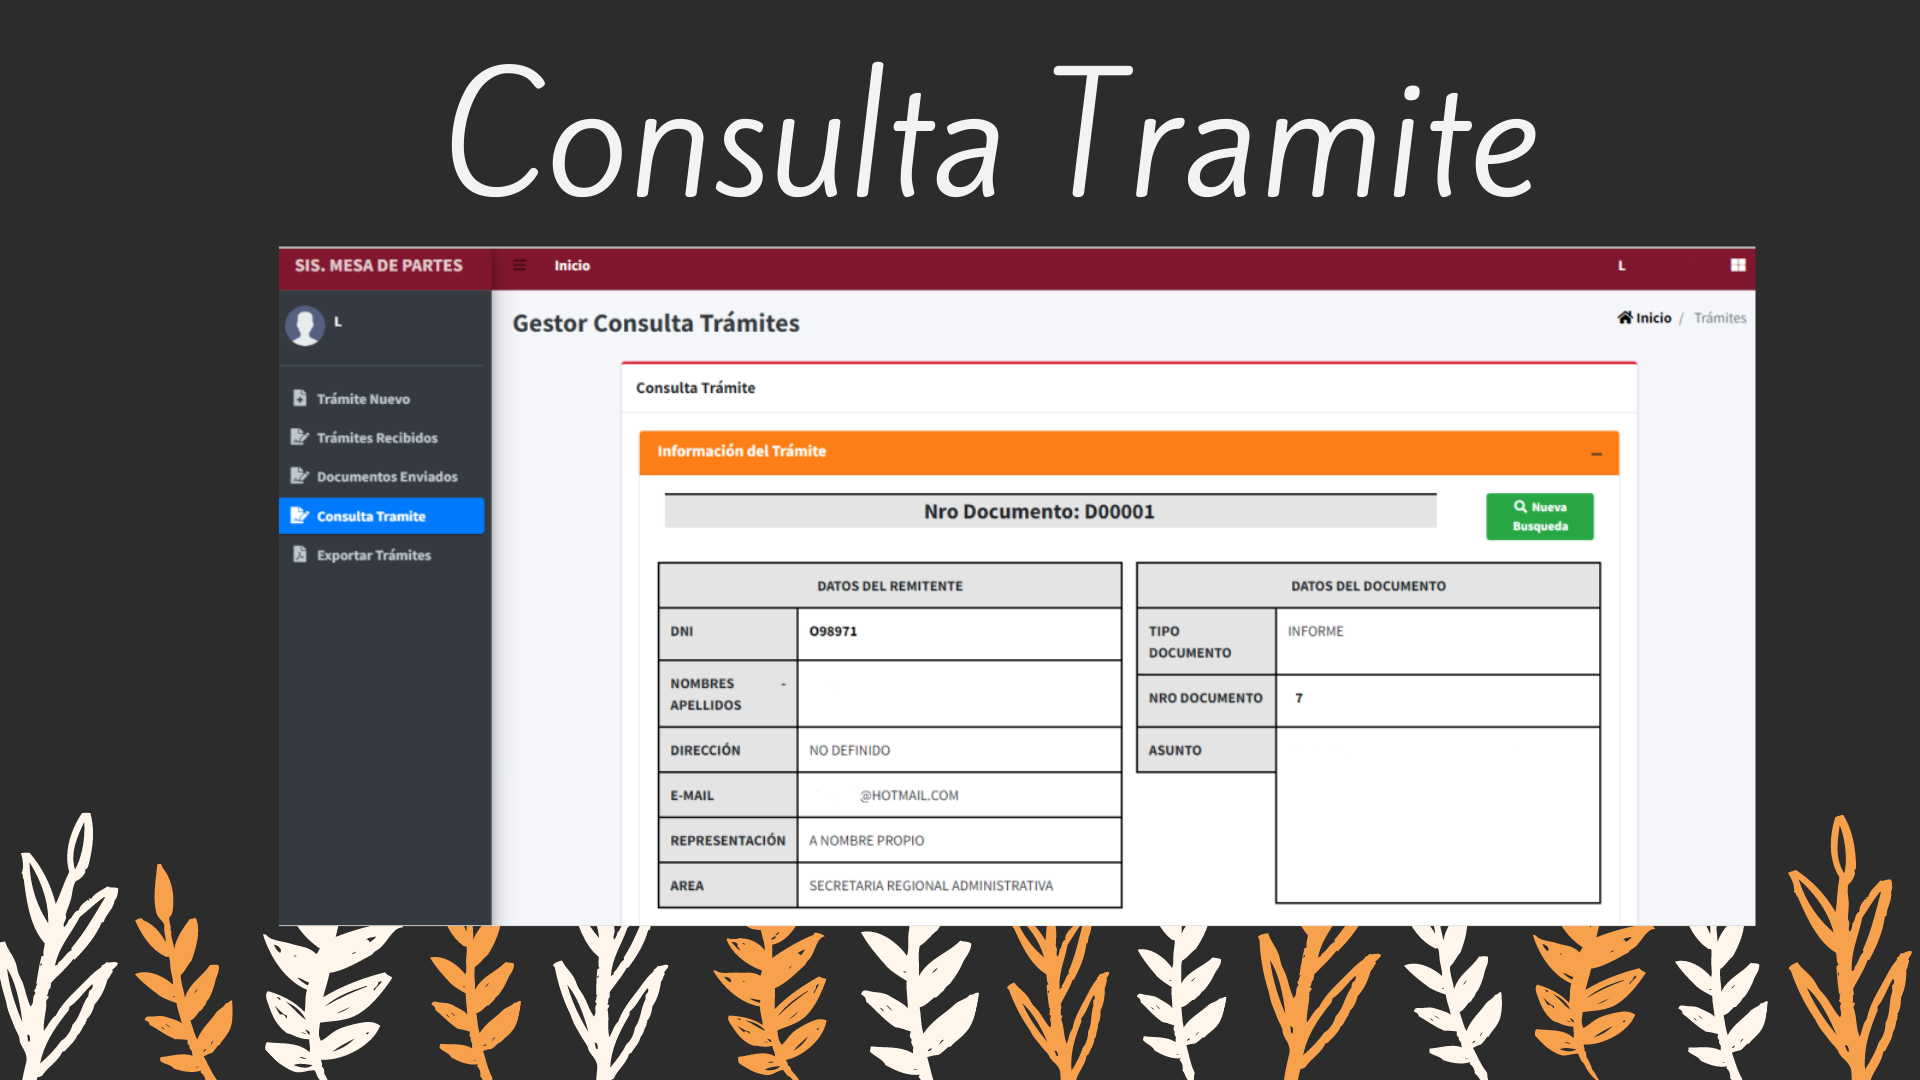 Consulta Tramite
SIS. MESA DE PARTES
Inicio
L
L
Gestor Consulta Trámites
Inicio / Trámites
Trámite Nuevo
Trámites Recibidos
Documentos Enviados
Consulta Tramite
Exportar Trámites
Consulta Trámite
Información del Trámite
Nro Documento: D00001
Nueva
Busqueda
DATOS DEL REMITENTE
DNI O98971
NOMBRES -
APELLIDOS
DIRECCIÓN NO DEFINIDO
E-MAIL @HOTMAIL.COM
REPRESENTACIÓN A NOMBRE PROPIO
AREA SECRETARIA REGIONAL ADMINISTRATIVA
DATOS DEL DOCUMENTO
TIPO INFORME
DOCUMENTO
NRO DOCUMENTO 7
ASUNTO